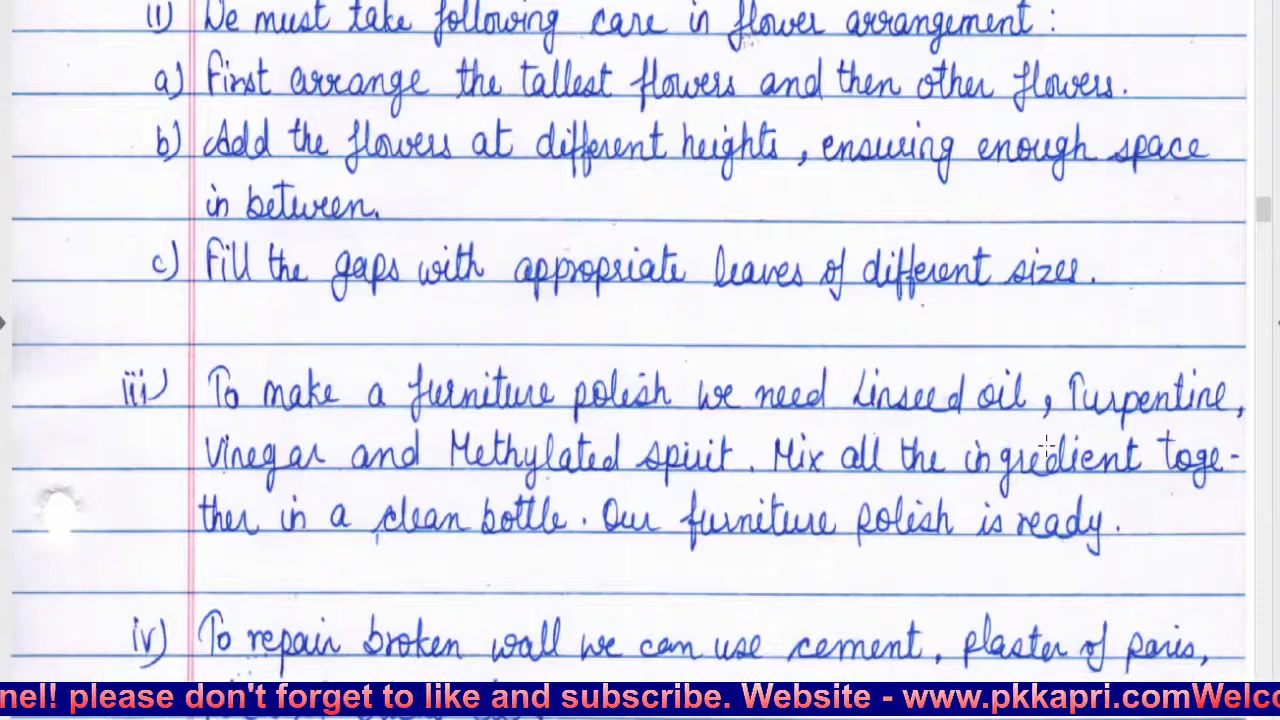 (i) We must take following care in flower arrangement :
a) First arrange the tallest flowers and then other flowers.
b) Add the flowers at different heights, ensuring enough space
in between.
c) Fill the gaps with appropriate leaves of different sizes.
iii) To make a furniture polish we need Linseed oil, Turpentine,
Vinegar and Methylated spirit. Mix all the ingredient toge-
ther in a clean bottle. Our furniture polish is ready.
iv) To repair broken wall we can use cement, plaster of paris,
nel! please don't forget to like and subscribe. Website - www.pkkapri.comWelco